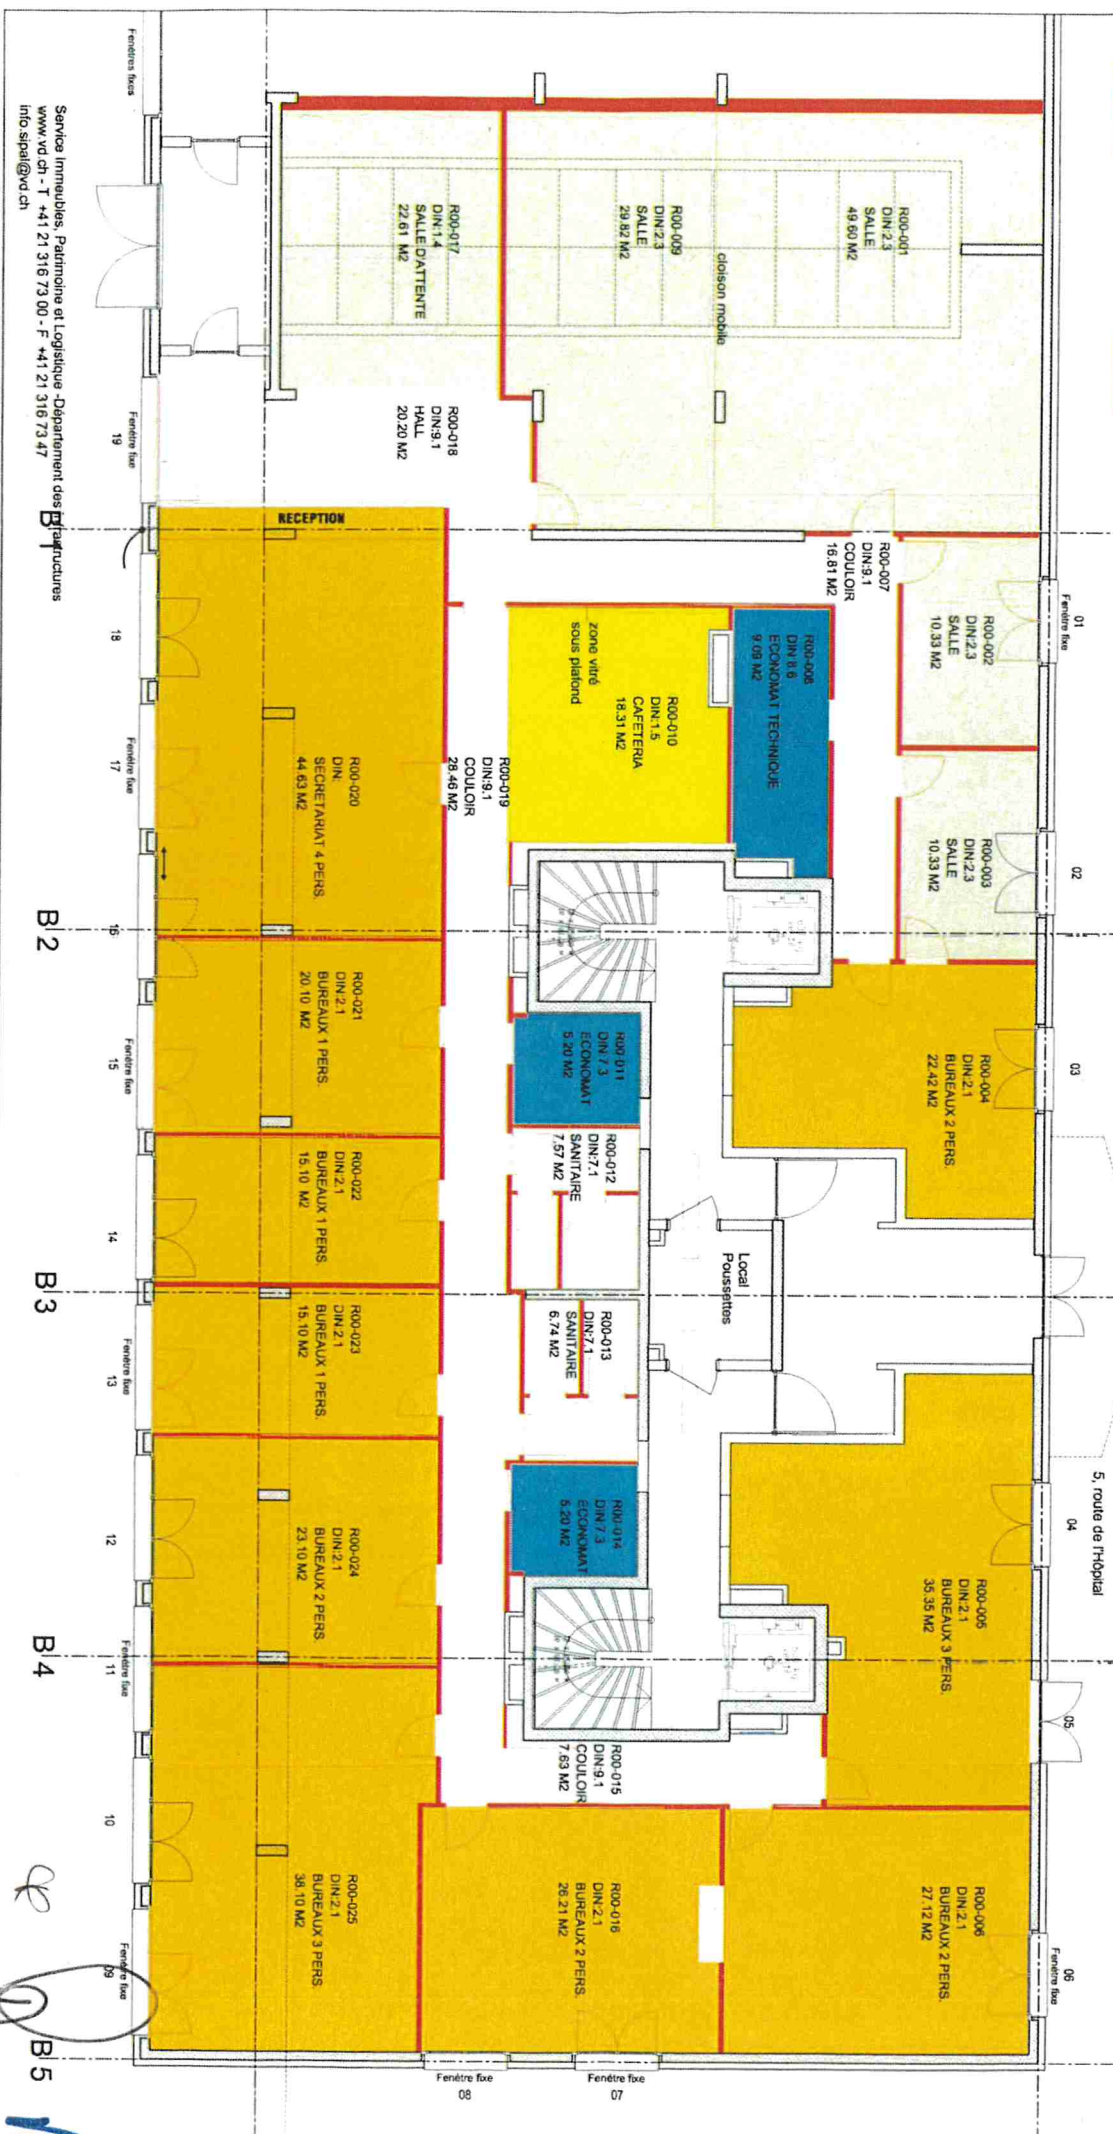 5, route de l'Hôpital
01
Fenêtre fixe
02
03
04
05
06
Fenêtre fixe
R00-001
DIN:2.3
SALLE
49.60 M2
cloison mobile
R00-009
DIN:2.3
SALLE
29.82 M2
R00-017
DIN:1.4
SALLE D'ATTENTE
22.61 M2
R00-018
DIN:9.1
HALL
20.20 M2
R00-002
DIN:2.3
SALLE
10.33 M2
R00-003
DIN:2.3
SALLE
10.33 M2
R00-007
DIN:9.1
COULOIR
16.81 M2
R00-008
DIN 8.6
ECONOMAT TECHNIQUE
9.09 M2
R00-010
DIN:1.5
CAFETERIA
18.31 M2
zone vitré
sous plafond
R00-004
DIN:2.1
BUREAUX 2 PERS.
22.42 M2
R00-005
DIN:2.1
BUREAUX 3 PERS.
35.35 M2
R00-006
DIN:2.1
BUREAUX 2 PERS.
27.12 M2
Local
Poussettes
R00-011
DIN:7.3
ECONOMAT
5.20 M2
R00-012
DIN:7.1
SANITAIRE
7.57 M2
R00-013
DIN:7.1
SANITAIRE
6.74 M2
R00-014
DIN:7.3
ECONOMAT
5.20 M2
R00-015
DIN:9.1
COULOIR
7.63 M2
R00-016
DIN:2.1
BUREAUX 2 PERS.
26.21 M2
R00-019
DIN:9.1
COULOIR
28.46 M2
RECEPTION
R00-020
DIN:
SECRETARIAT 4 PERS.
44.63 M2
R00-021
DIN:2.1
BUREAUX 1 PERS.
20.10 M2
R00-022
DIN:2.1
BUREAUX 1 PERS.
15.10 M2
R00-023
DIN:2.1
BUREAUX 1 PERS.
15.10 M2
R00-024
DIN:2.1
BUREAUX 2 PERS.
23.10 M2
R00-025
DIN:2.1
BUREAUX 3 PERS.
38.10 M2
Fenêtre fixe
07
Fenêtre fixe
08
Fenêtres fixes
Fenêtre fixe
19
18
Fenêtre fixe
17
16
Fenêtre fixe
15
14
Fenêtre fixe
13
12
Fenêtre fixe
11
10
Fenêtre fixe
09
B1
B2
B3
B4
B5
Service Immeubles, Patrimoine et Logistique -Département des infrastructures
www.vd.ch - T +41 21 316 73 00 - F +41 21 316 73 47
info.sipal@vd.ch